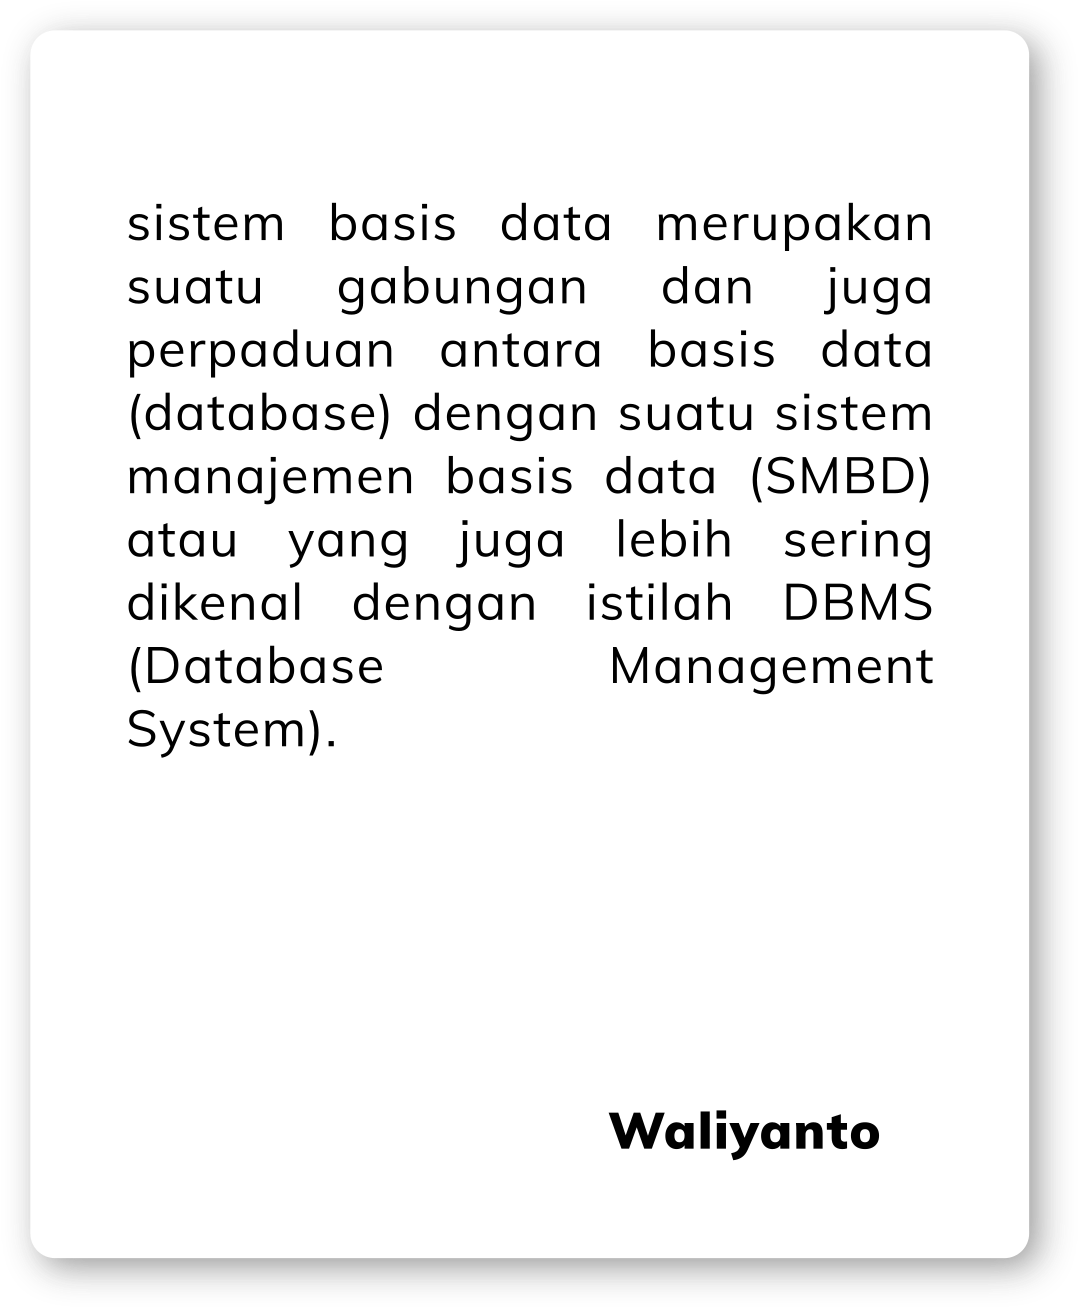 sistem basis data merupakan
suatu gabungan dan juga
perpaduan antara basis data
(database) dengan suatu sistem
manajemen basis data (SMBD)
atau yang juga lebih sering
dikenal dengan istilah DBMS
(Database Management
System).
Waliyanto